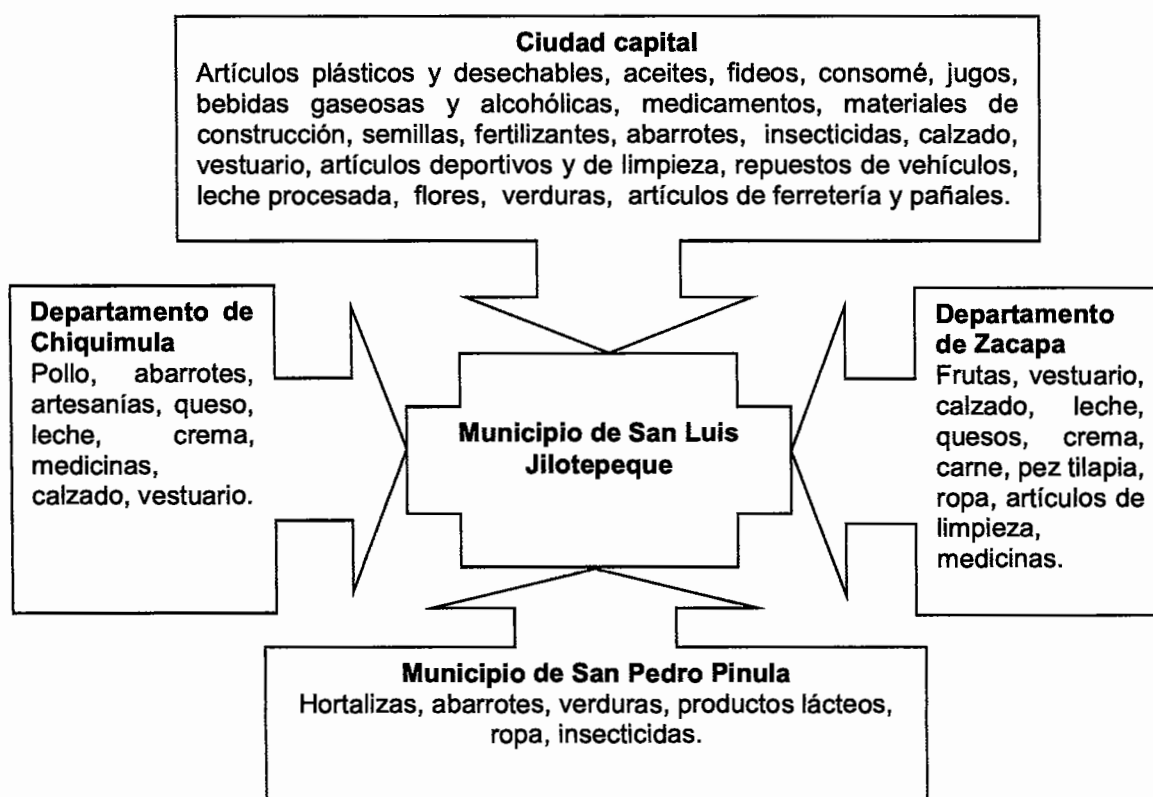 Ciudad capital
Artículos plásticos y desechables, aceites, fideos, consomé, jugos,
bebidas gaseosas y alcohólicas, medicamentos, materiales de
construcción, semillas, fertilizantes, abarrotes, insecticidas, calzado,
vestuario, artículos deportivos y de limpieza, repuestos de vehículos,
leche procesada, flores, verduras, artículos de ferretería y pañales.
Departamento de
Chiquimula
Pollo, abarrotes,
artesanías, queso,
leche, crema,
medicinas,
calzado, vestuario.
Municipio de San Luis
Jilotepeque
Departamento
de Zacapa
Frutas, vestuario,
calzado, leche,
quesos, crema,
carne, pez tilapia,
ropa, artículos de
limpieza,
medicinas.
Municipio de San Pedro Pinula
Hortalizas, abarrotes, verduras, productos lácteos,
ropa, insecticidas.